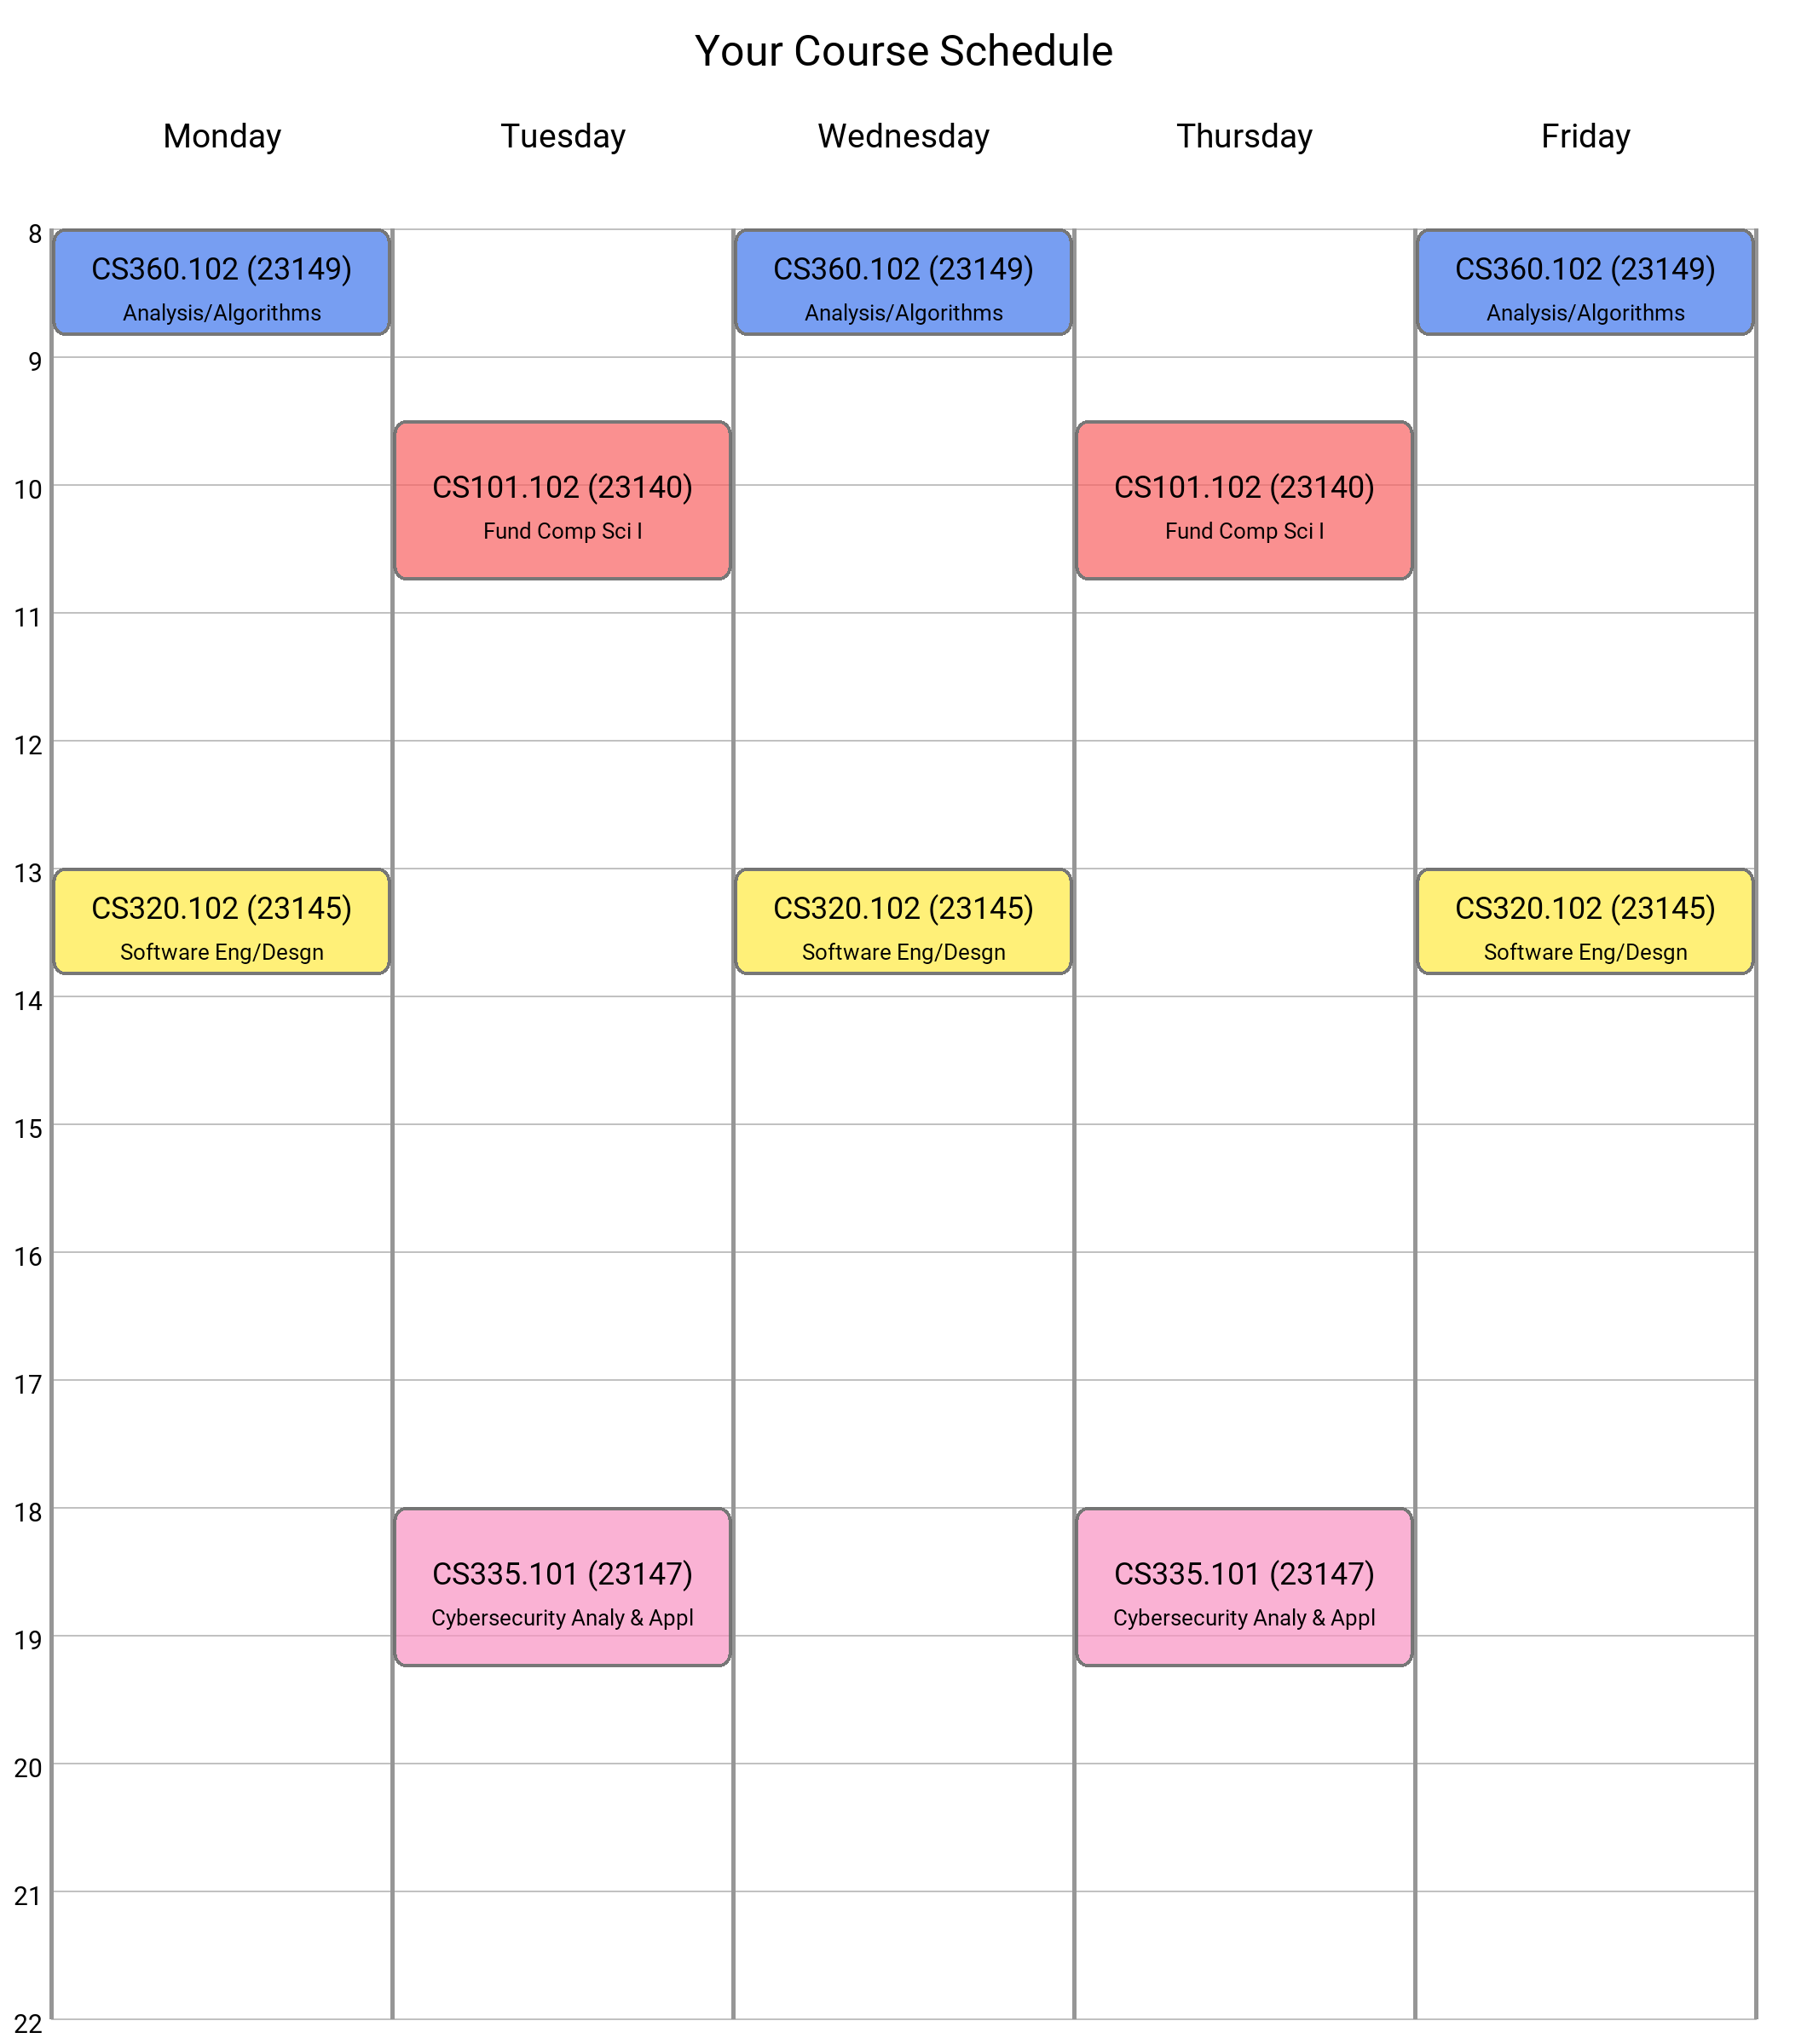 Your Course Schedule
Monday Tuesday Wednesday Thursday Friday
8
CS360.102 (23149) CS360.102 (23149) CS360.102 (23149)
Analysis/Algorithms Analysis/Algorithms Analysis/Algorithms
9
10
CS101.102 (23140) CS101.102 (23140)
Fund Comp Sci I Fund Comp Sci I
11
12
13
CS320.102 (23145) CS320.102 (23145) CS320.102 (23145)
Software Eng/Desgn Software Eng/Desgn Software Eng/Desgn
14
15
16
17
18
CS335.101 (23147) CS335.101 (23147)
Cybersecurity Analy & Appl Cybersecurity Analy & Appl
19
20
21
22